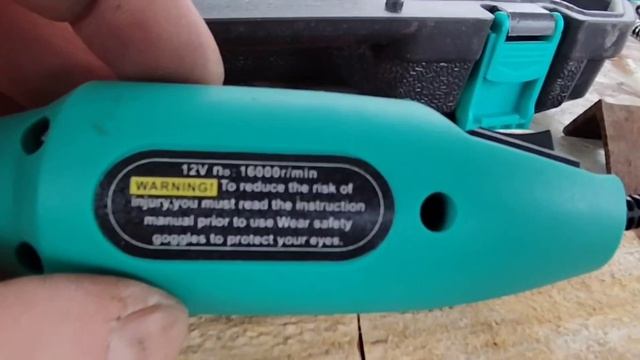 12V no: 16000r/min
WARNING! To reduce the risk of
injury,you must read the instruction
manual prior to use Wear safety
goggles to protect your eyes.